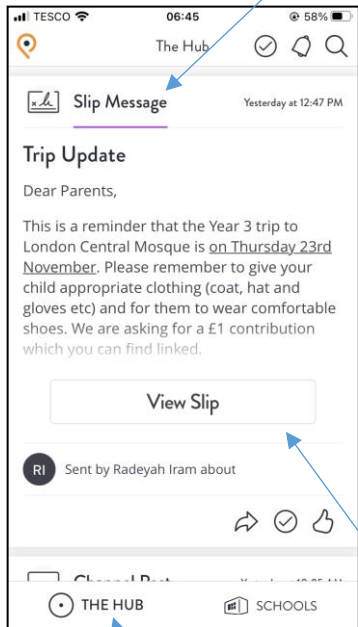 TESCO 06:45 58%
The Hub
Slip Message Yesterday at 12:47 PM
Trip Update
Dear Parents,
This is a reminder that the Year 3 trip to
London Central Mosque is on Thursday 23rd
November. Please remember to give your
child appropriate clothing (coat, hat and
gloves etc) and for them to wear comfortable
shoes. We are asking for a £1 contribution
which you can find linked.
View Slip
RI Sent by Radeyah Iram about
THE HUB SCHOOLS